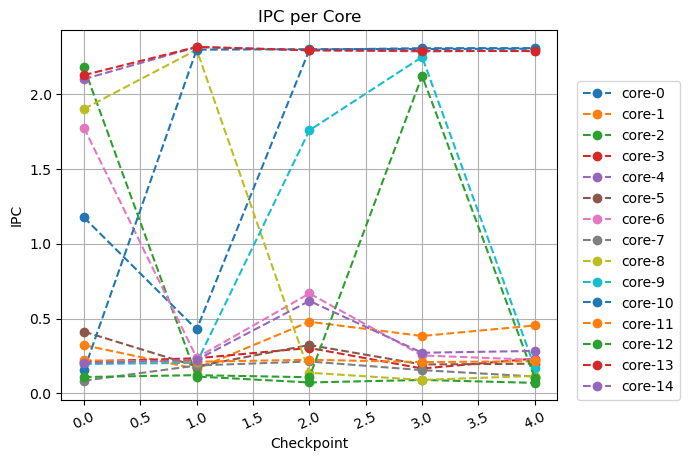 IPC per Core
IPC
2.0
1.5
1.0
0.5
0.0
0.0
0.5
1.0
1.5
2.0
2.5
3.0
3.5
4.0
Checkpoint
core-0
core-1
core-2
core-3
core-4
core-5
core-6
core-7
core-8
core-9
core-10
core-11
core-12
core-13
core-14